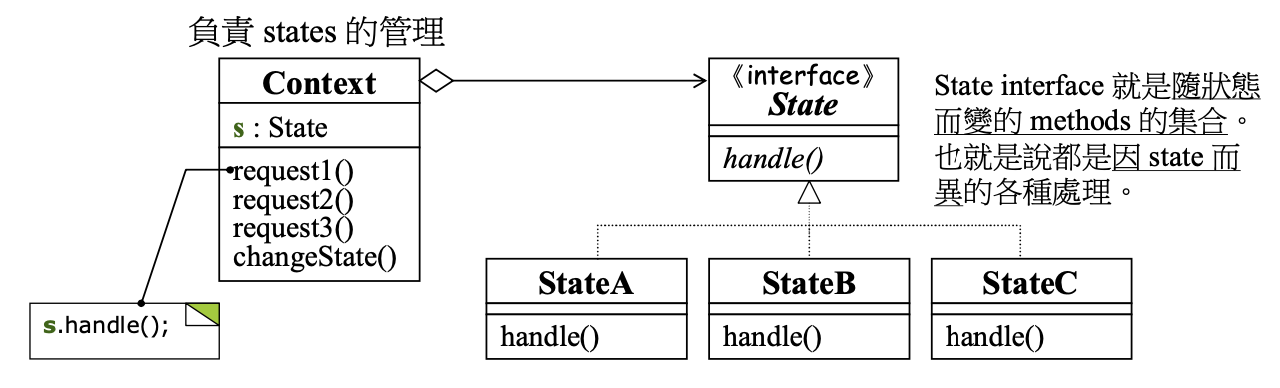 負責 states 的管理
Context
s : State
request1()
request2()
request3()
changeState()
s.handle();
《interface》
State
handle()
State interface 就是隨狀態
而變的 methods 的集合。
也就是說都是因 state 而
異的各種處理。
StateA
handle()
StateB
handle()
StateC
handle()